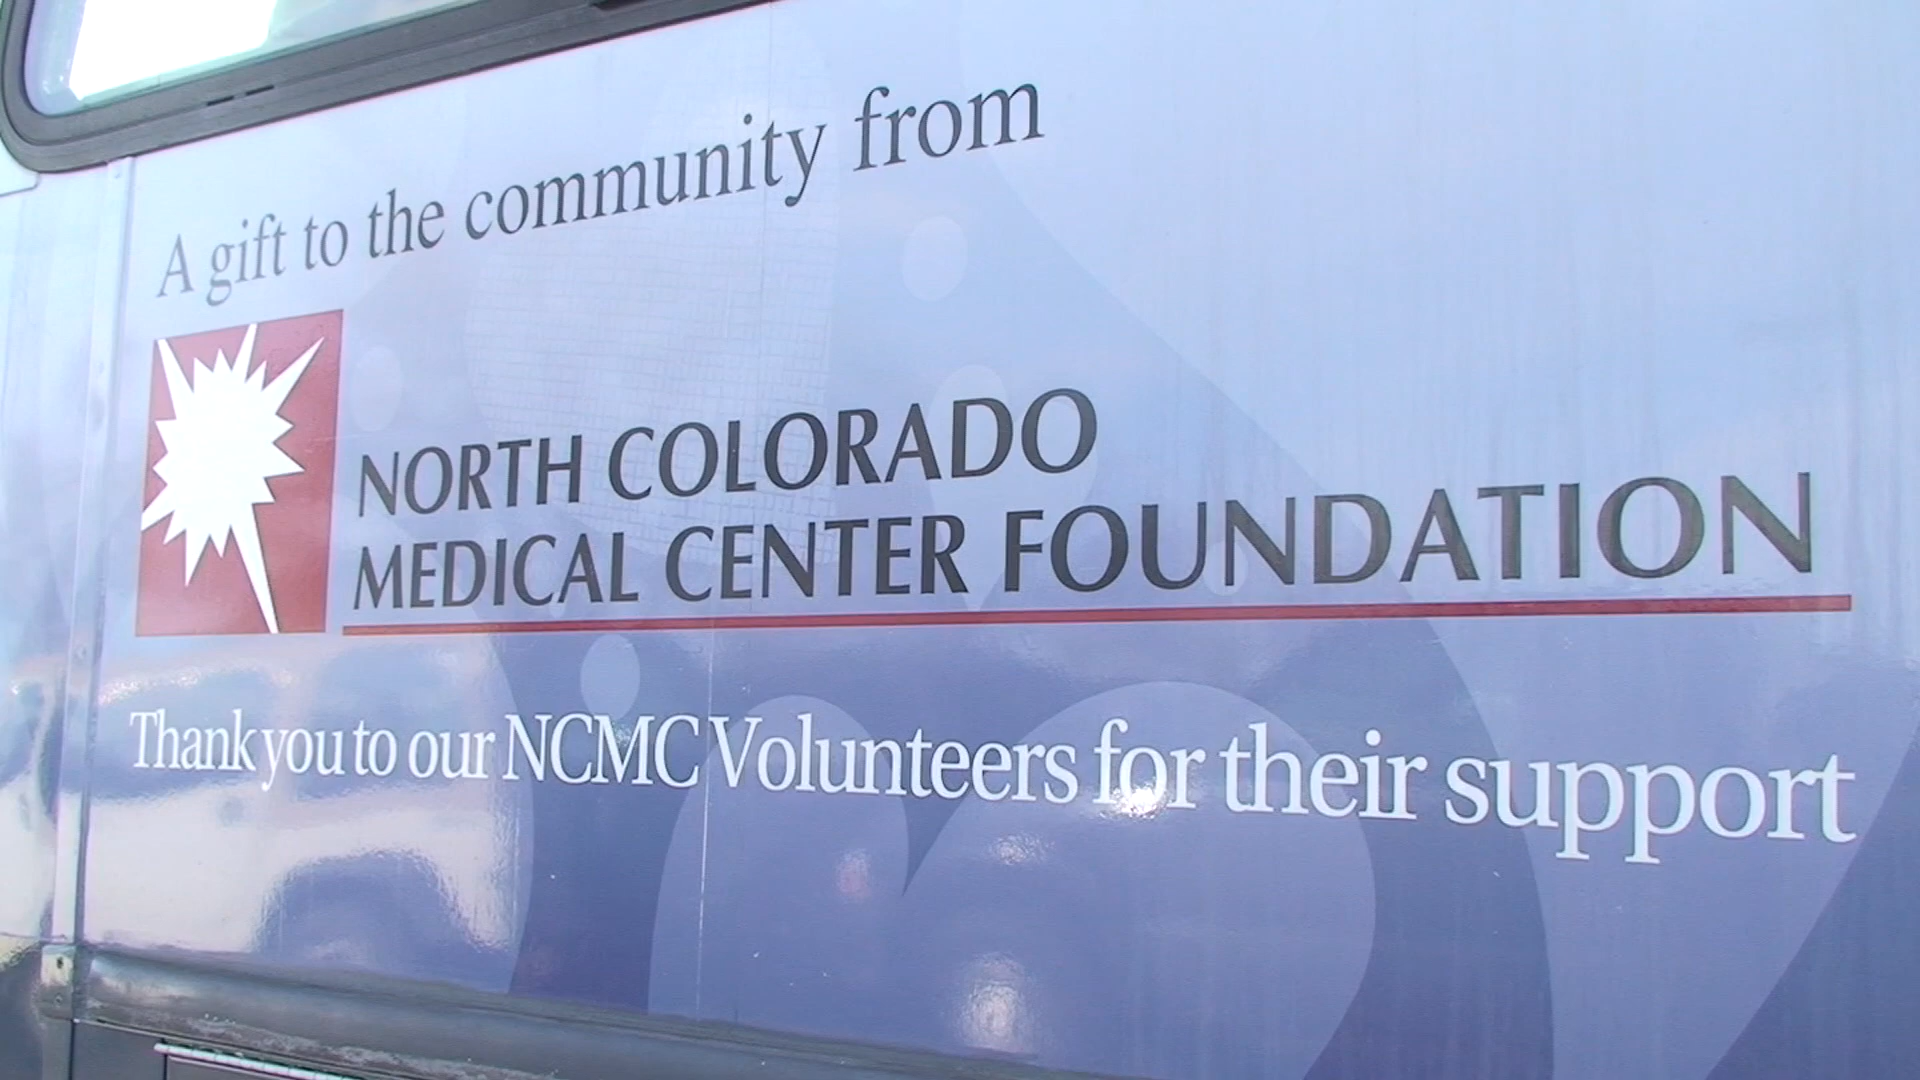 A gift to the community from
NORTH COLORADO
MEDICAL CENTER FOUNDATION
Thank you to our NCMC Volunteers for their support